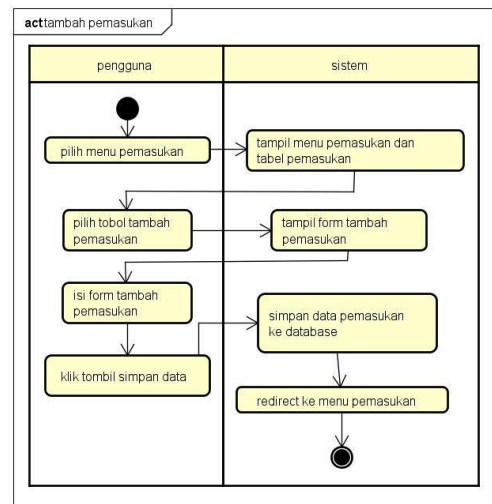 act tambah pemasukan
pengguna
sistem
pilih menu pemasukan
tampil menu pemasukan dan
tabel pemasukan
pilih tobol tambah
pemasukan
tampil form tambah
pemasukan
isi form tambah
pemasukan
simpan data pemasukan
ke database
klik tombil simpan data
redirect ke menu pemasukan